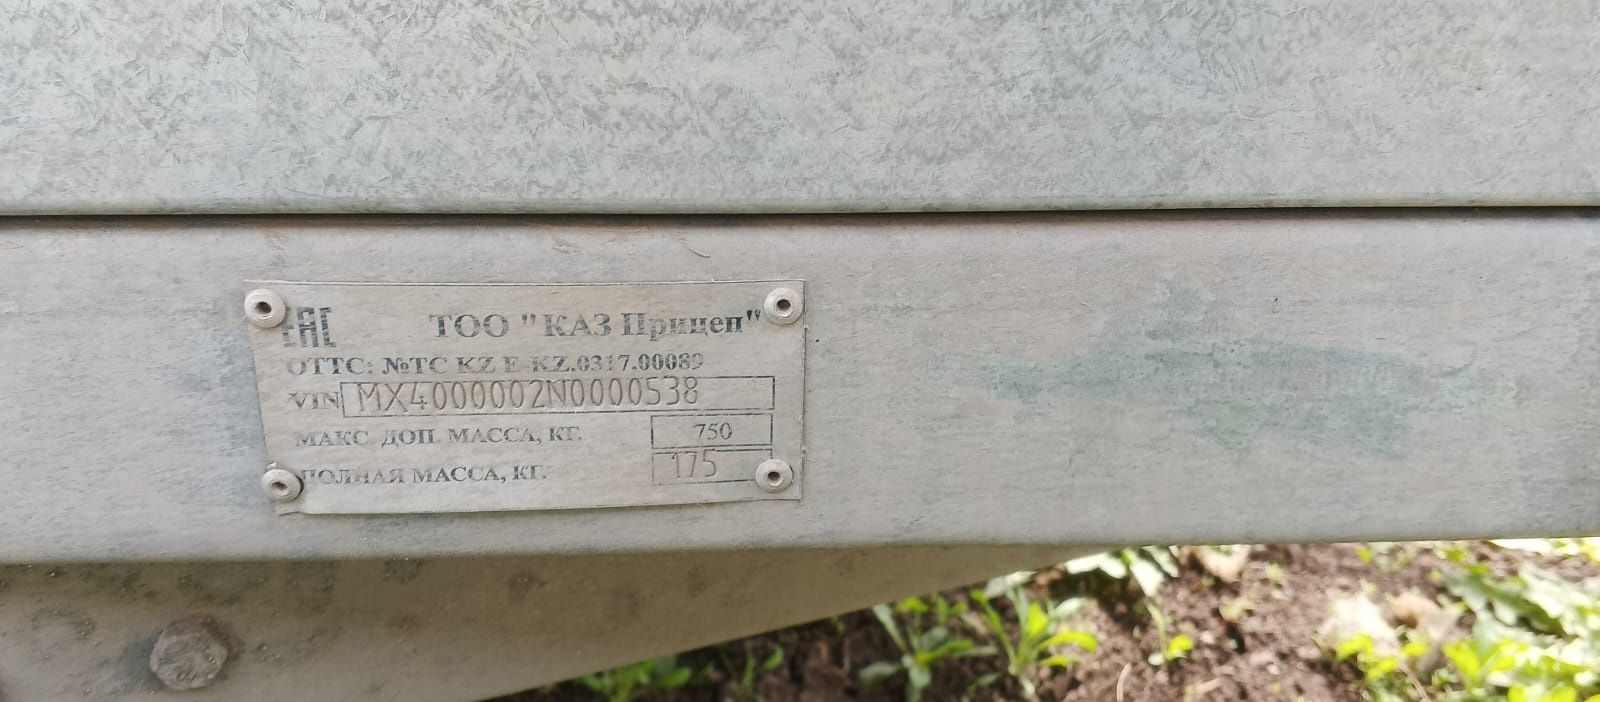 EAC ТОО "КАЗ Прицеп"
ОТТС: №ТС KZ E-KZ.0317.00089
VIN MX4000002N0000538
МАКС. ДОП. МАССА, КГ. 750
ПОЛНАЯ МАССА, КГ. 175